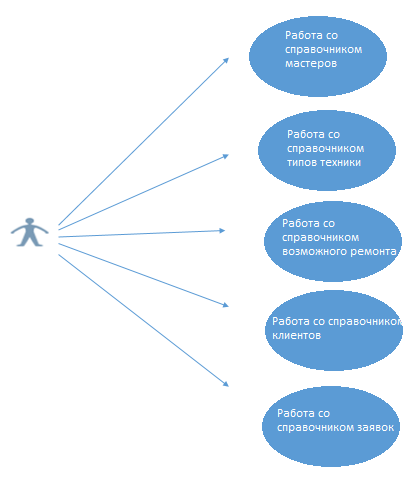 Работа со
справочником
мастеров
Работа со
справочником
типов техники
Работа со
справочником
возможного ремонта
Работа со справочником
клиентов
Работа со
справочником заявок